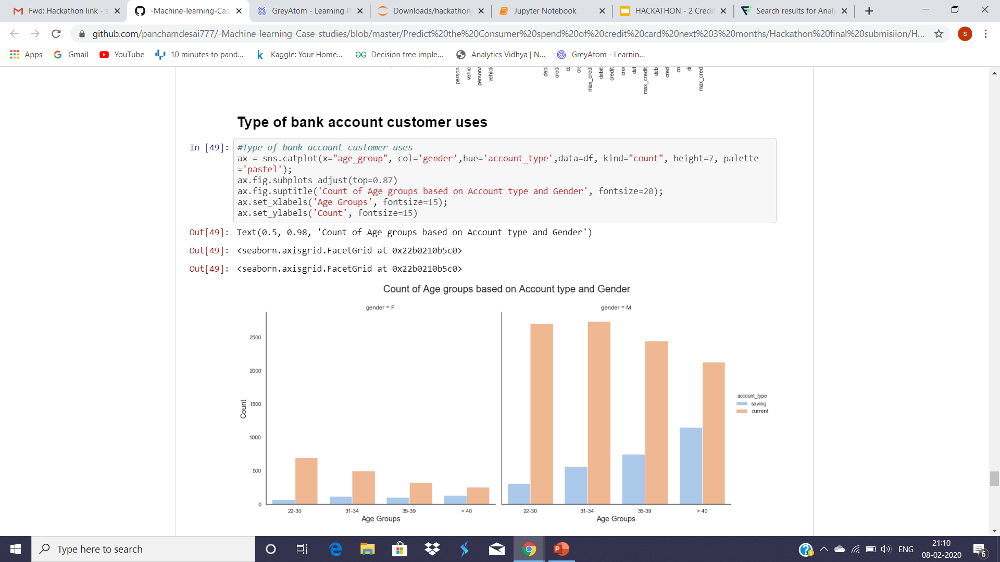 Fwd: Hackathon link - s
-Machine-learning-Cas
GreyAtom - Learning P
Downloads/hackathon/
Jupyter Notebook
HACKATHON - 2 Credi
Search results for Analy
github.com/panchamdesai777/-Machine-learning-Case-studies/blob/master/Predict%20the%20Consumer%20spend%20of%20credit%20card%20next%203%20months/Hackathon%20final%20submisiion/H...
S
Apps
Gmail
YouTube
10 minutes to pand...
Kaggle: Your Home...
Decision tree imple...
Analytics Vidhya | N...
GreyAtom - Learnin...
person
vehic
persona
vehicl
deb
cred
de
cre
max_cred
debit
credit
cre
del
max_credit
deb
cred
cr
d
max_cred
Type of bank account customer uses
In [49]:
#Type of bank account customer uses
ax = sns.catplot(x="age_group", col='gender',hue='account_type',data=df, kind="count", height=7, palette
='pastel');
ax.fig.subplots_adjust(top=0.87)
ax.fig.suptitle('Count of Age groups based on Account type and Gender', fontsize=20);
ax.set_xlabels('Age Groups', fontsize=15);
ax.set_ylabels('Count', fontsize=15)
Out[49]: Text(0.5, 0.98, 'Count of Age groups based on Account type and Gender')
Out[49]: <seaborn.axisgrid.FacetGrid at 0x22b0210b5c0>
Out[49]: <seaborn.axisgrid.FacetGrid at 0x22b0210b5c0>
Count of Age groups based on Account type and Gender
gender = F
gender = M
2500
2000
1500
1000
500
0
Count
account_type
saving
current
22-30
31-34
35-39
> 40
22-30
31-34
35-39
> 40
Age Groups
Age Groups
Type here to search
ENG
21:10
08-02-2020
6